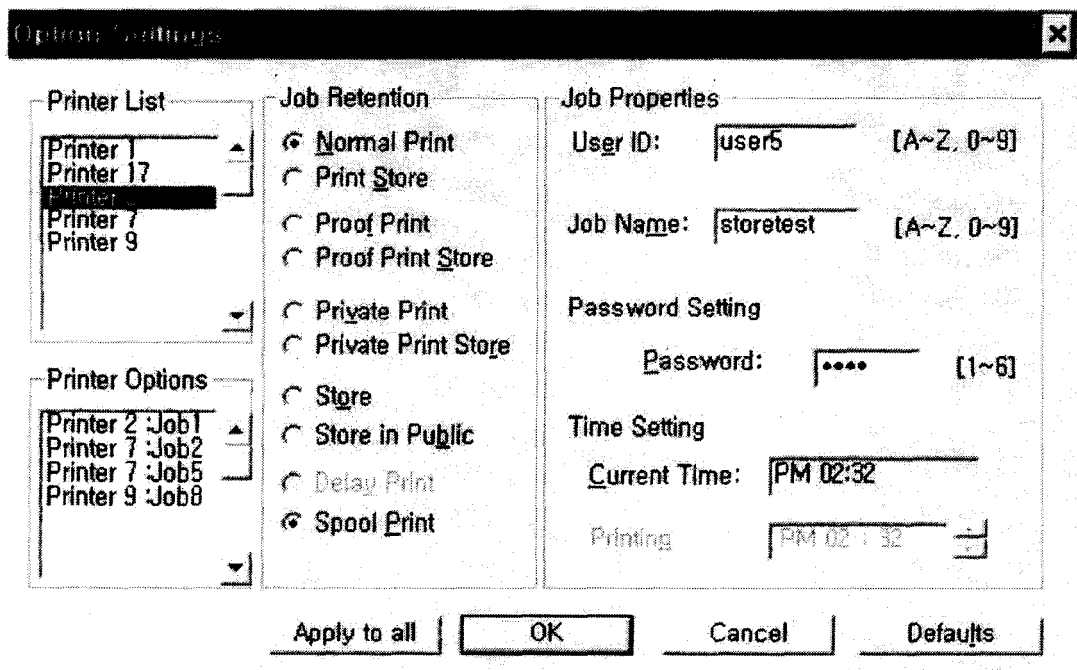 Option Settings
Printer List
Printer 1
Printer 17
Printer
Printer 7
Printer 9
Printer Options
Printer 2 :Job1
Printer 7 :Job2
Printer 7 :Job5
Printer 9 :Job8
Job Retention
Normal Print
Print Store
Proof Print
Proof Print Store
Private Print
Private Print Store
Store
Store in Public
Delay Print
Spool Print
Job Properties
User ID: user5 [A~Z, 0~9]
Job Name: storetest [A~Z, 0~9]
Password Setting
Password: •••• [1~6]
Time Setting
Current Time: PM 02:32
Printing PM 02 : 32
Apply to all OK Cancel Defaults